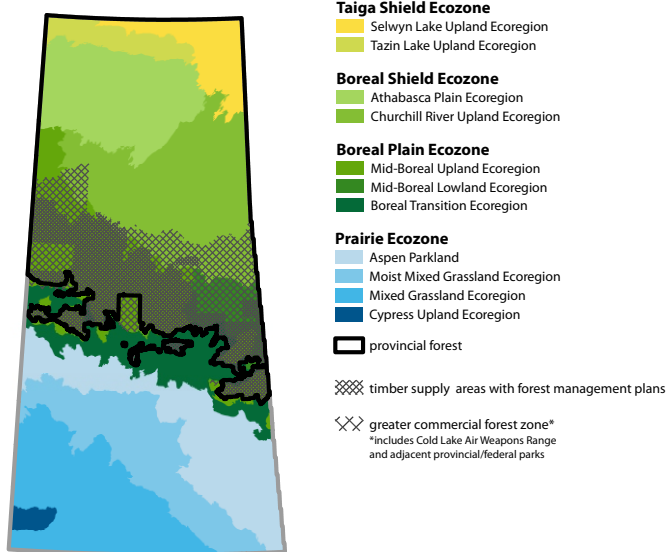 Taiga Shield Ecozone
Selwyn Lake Upland Ecoregion
Tazin Lake Upland Ecoregion
Boreal Shield Ecozone
Athabasca Plain Ecoregion
Churchill River Upland Ecoregion
Boreal Plain Ecozone
Mid-Boreal Upland Ecoregion
Mid-Boreal Lowland Ecoregion
Boreal Transition Ecoregion
Prairie Ecozone
Aspen Parkland
Moist Mixed Grassland Ecoregion
Mixed Grassland Ecoregion
Cypress Upland Ecoregion
provincial forest
timber supply areas with forest management plans
greater commercial forest zone*
*includes Cold Lake Air Weapons Range
and adjacent provincial/federal parks